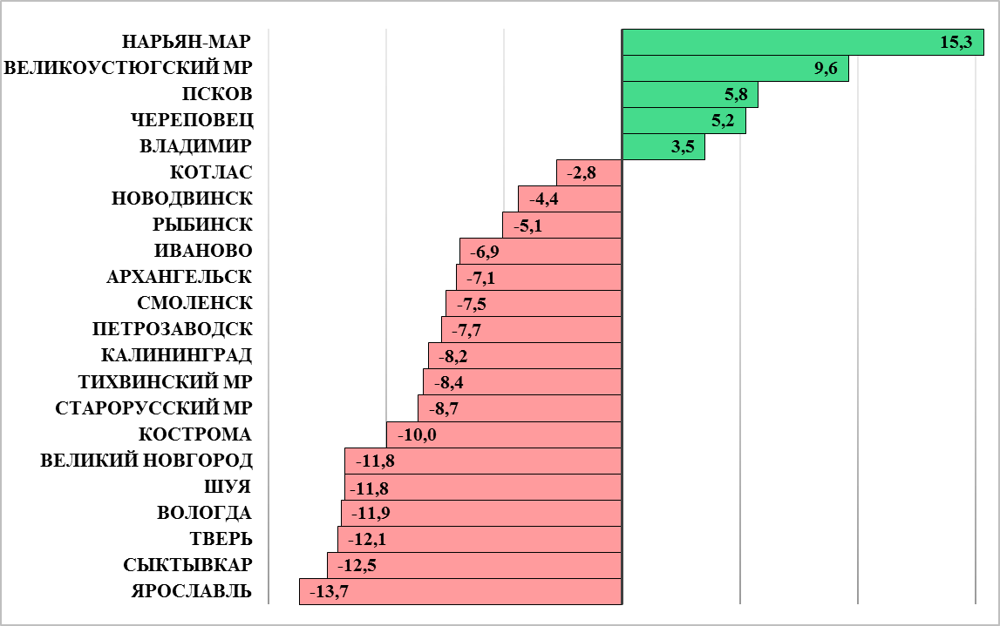 НАРЬЯН-МАР 15,3
ВЕЛИКОУСТЮГСКИЙ МР 9,6
ПСКОВ 5,8
ЧЕРЕПОВЕЦ 5,2
ВЛАДИМИР 3,5
КОТЛАС -2,8
НОВОДВИНСК -4,4
РЫБИНСК -5,1
ИВАНОВО -6,9
АРХАНГЕЛЬСК -7,1
СМОЛЕНСК -7,5
ПЕТРОЗАВОДСК -7,7
КАЛИНИНГРАД -8,2
ТИХВИНСКИЙ МР -8,4
СТАРОРУССКИЙ МР -8,7
КОСТРОМА -10,0
ВЕЛИКИЙ НОВГОРОД -11,8
ШУЯ -11,8
ВОЛОГДА -11,9
ТВЕРЬ -12,1
СЫКТЫВКАР -12,5
ЯРОСЛАВЛЬ -13,7